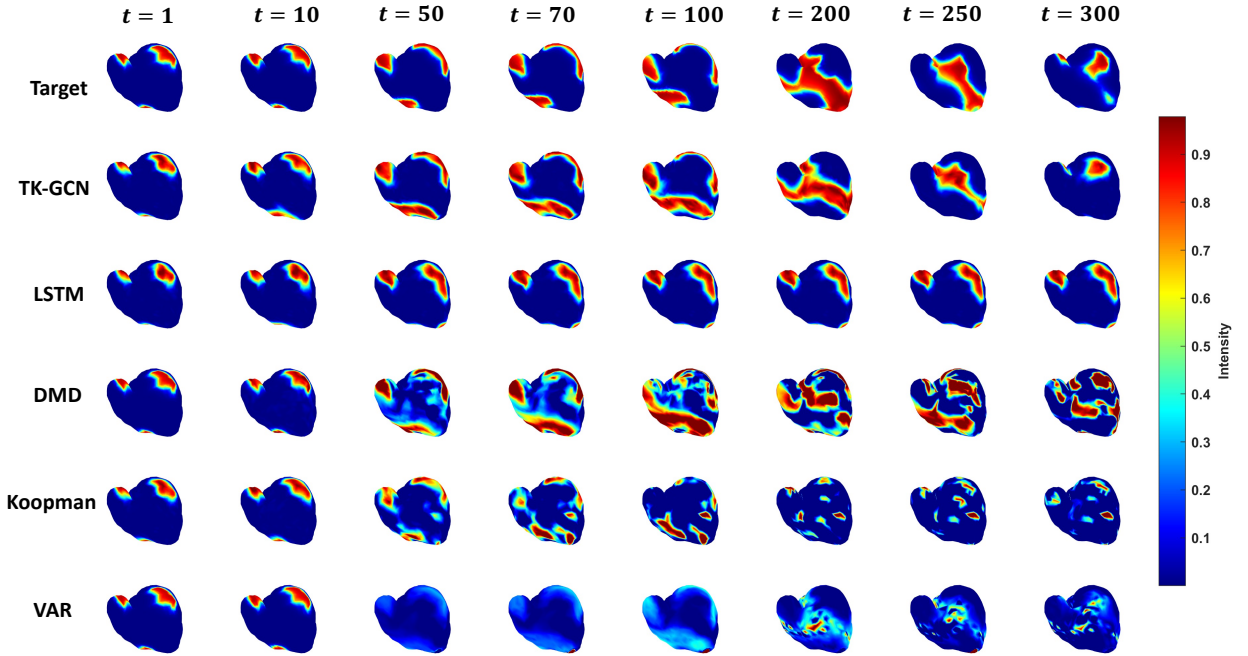 t = 1 t = 10 t = 50 t = 70 t = 100 t = 200 t = 250 t = 300
Target
TK-GCN
LSTM
DMD
Koopman
VAR
0.9
0.8
0.7
0.6
0.5
0.4
0.3
0.2
0.1
Intensity